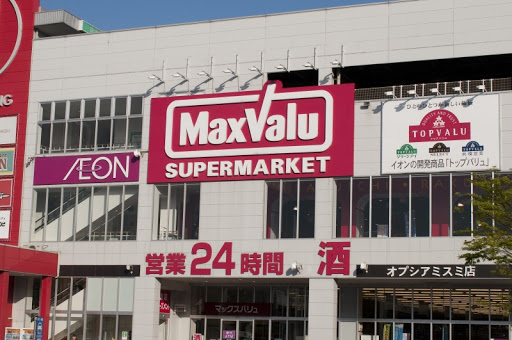 MaxValu
SUPERMARKET
ÆON
TOPVALU
イオンの開発商品「トップバリュ」
営業24時間 酒
オプシアミスミ店
マックスバリュ